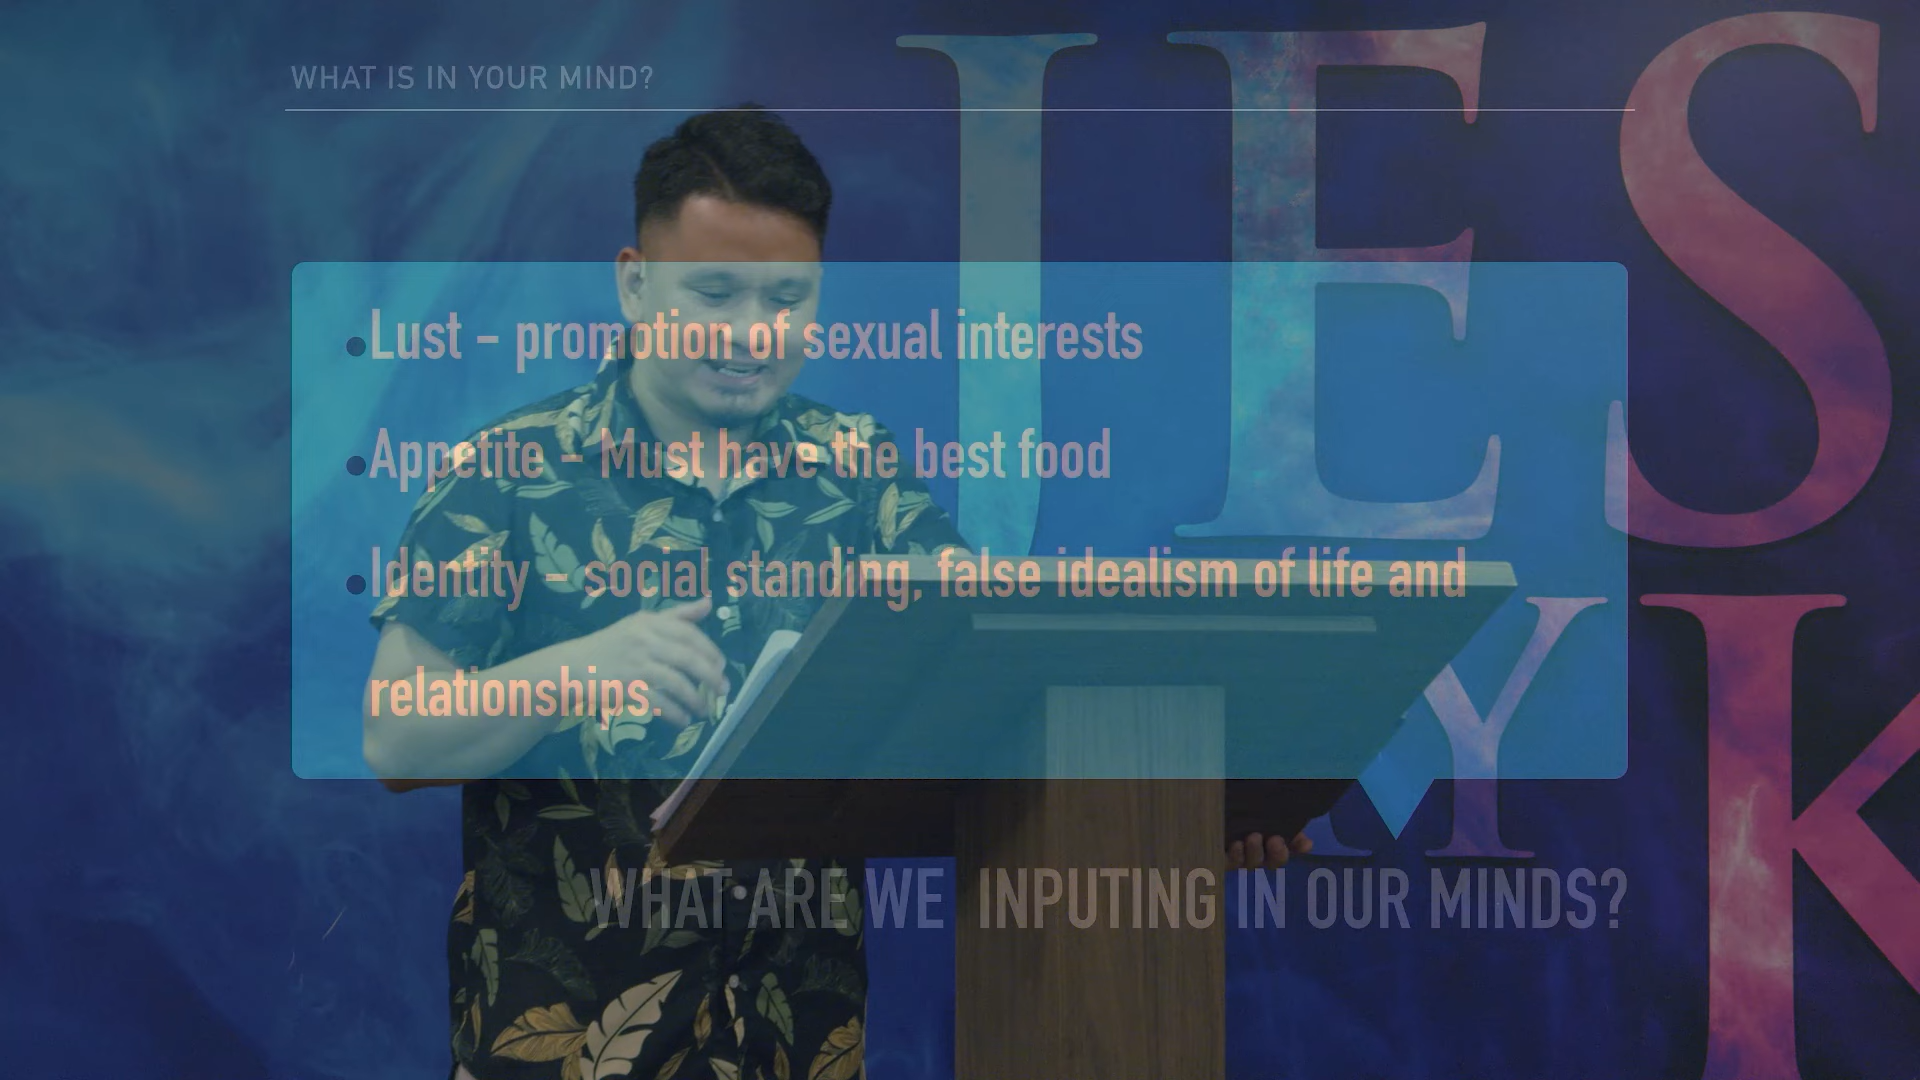 WHAT IS IN YOUR MIND?
JES
• Lust – promotion of sexual interests
• Appetite – Must have the best food
• Identity – social standing, false idealism of life and
relationships.
Y K
WHAT ARE WE INPUTING IN OUR MINDS?